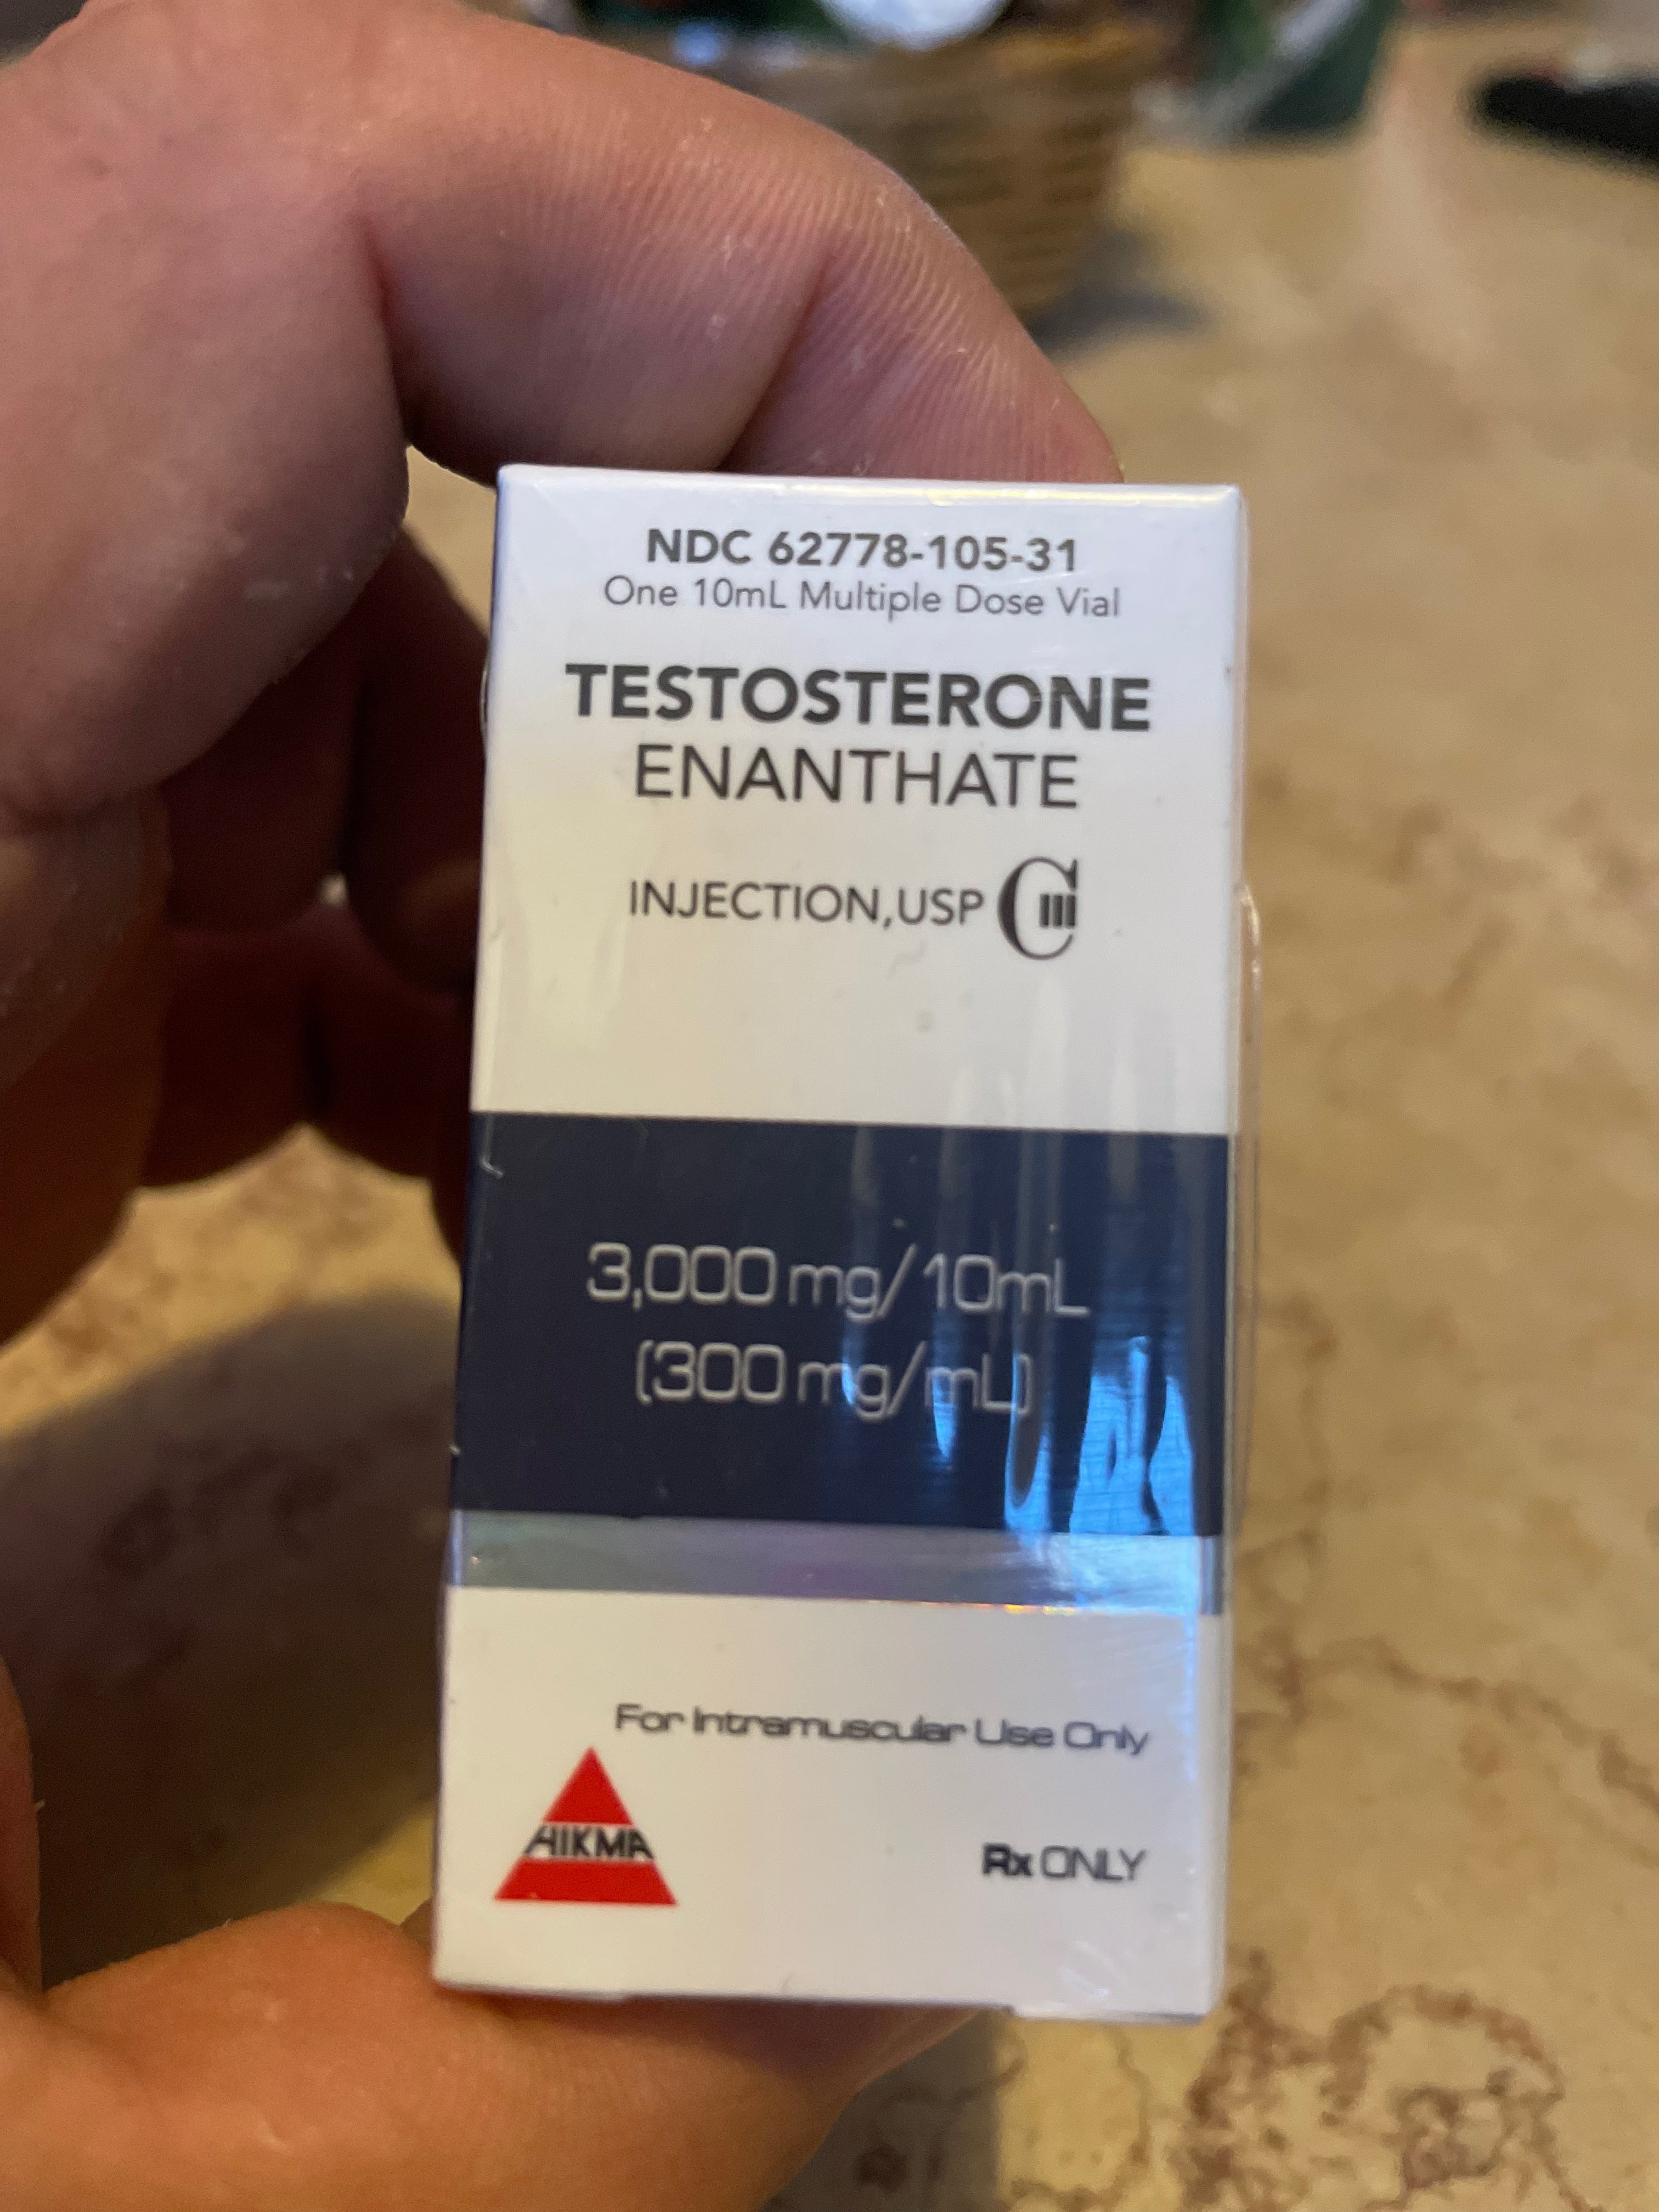 NDC 62778-105-31
One 10mL Multiple Dose Vial
TESTOSTERONE
ENANTHATE
INJECTION,USP CIII
3,000 mg/10mL
(300 mg/mL)
For Intramuscular Use Only
HIKMA
Rx ONLY